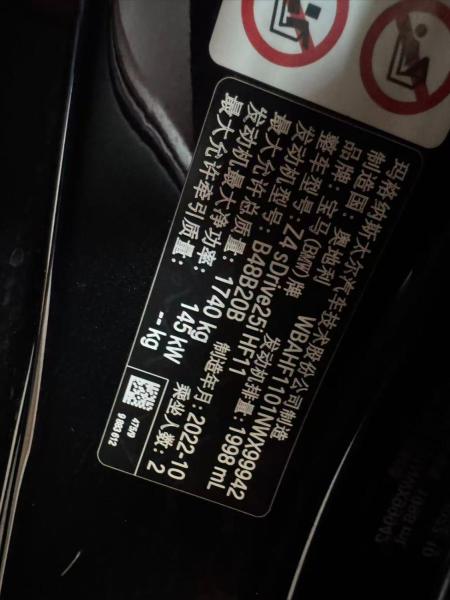 玛格纳斯太尔汽车技术股份公司制造
制造国：奥地利 WBAHF1101NWX99942
品牌：宝马(BMW)牌
整车型号：Z4 sDrive25i HF11
发动机型号：B48B20B 发动机排量：1998 mL
最大允许总质量：1740 kg 制造年月：2022-10
发动机最大净功率：145 kW 乘坐人数：2
最大允许牵引质量：-- kg